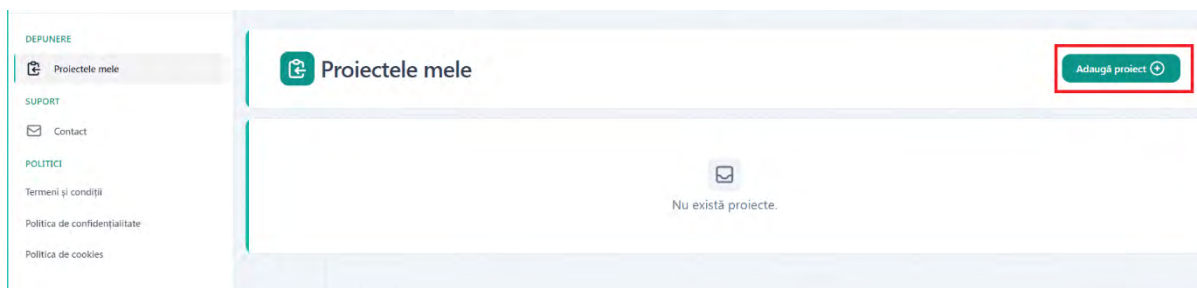 DEPUNERE
Proiectele mele
SUPORT
Contact
POLITICI
Termeni și condiții
Politica de confidențialitate
Politica de cookies
Proiectele mele
Adaugă proiect
Nu există proiecte.